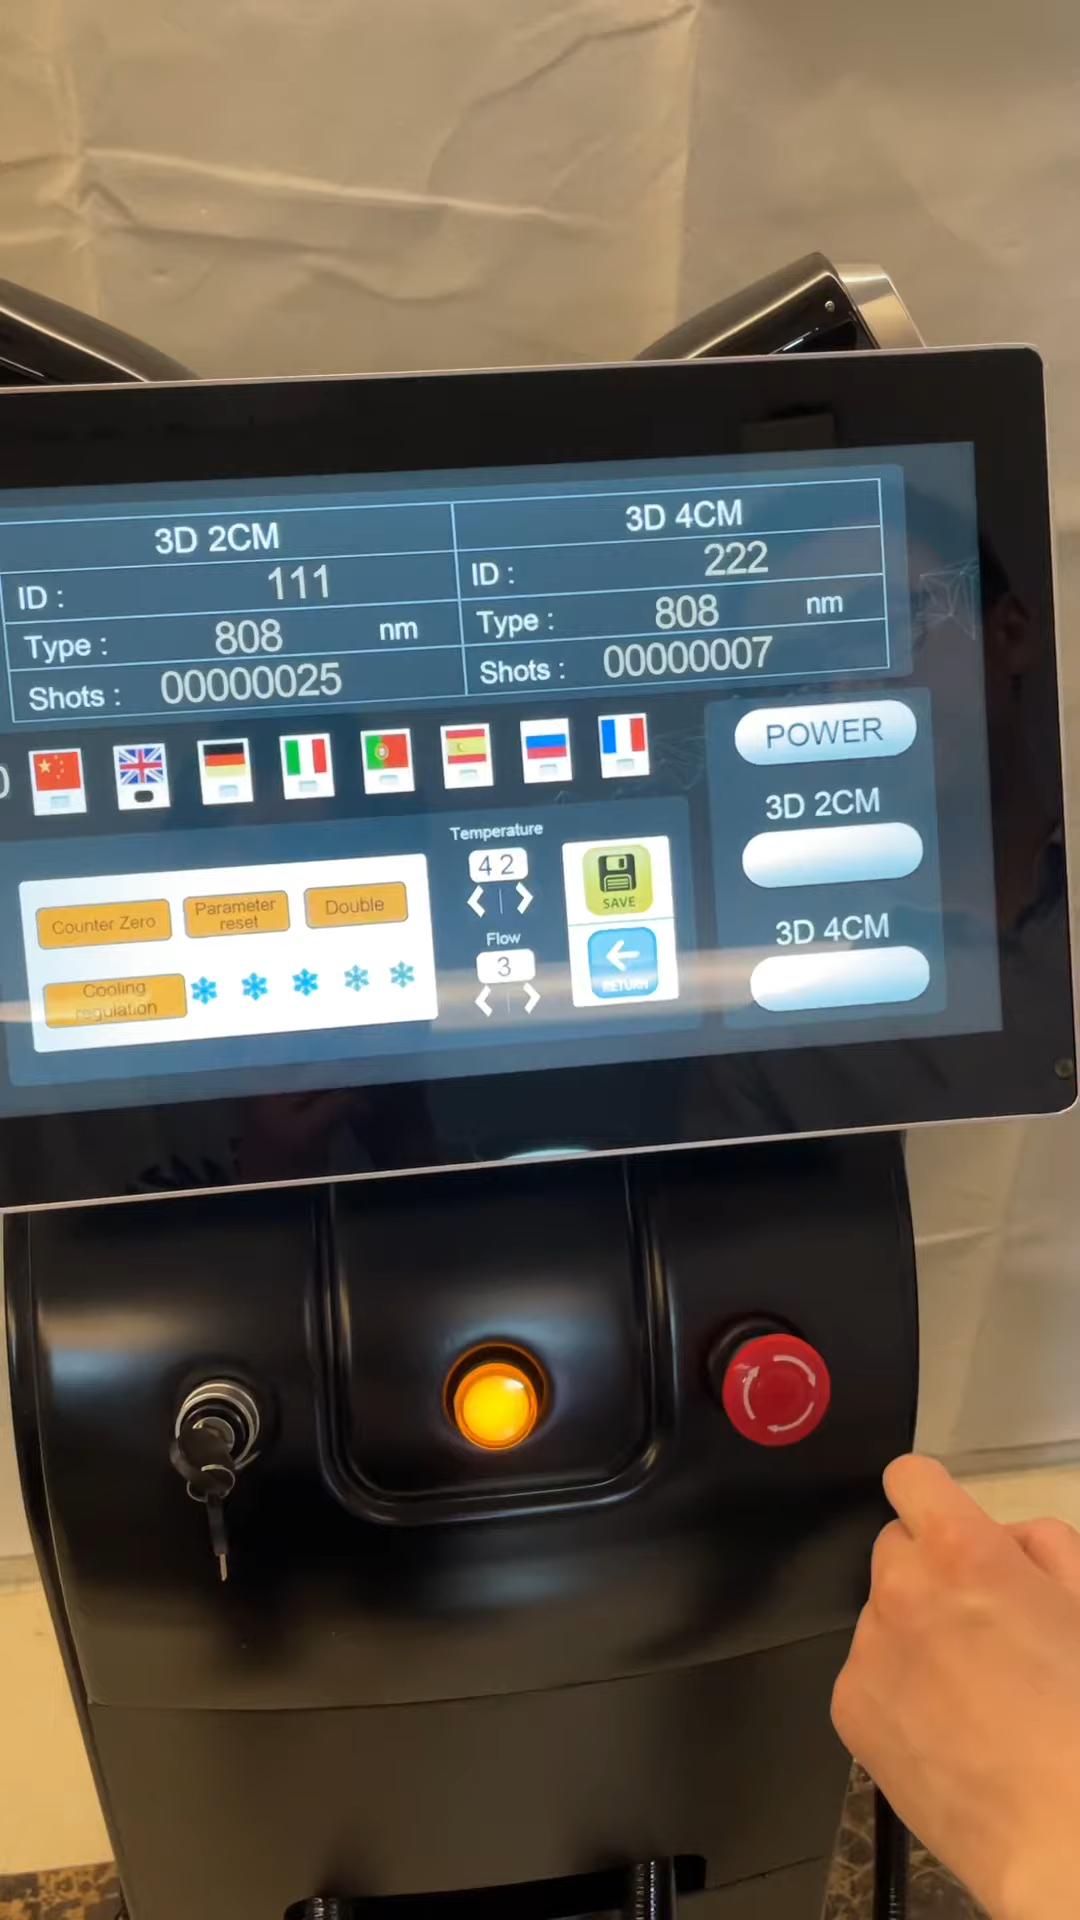 3D 2CM
3D 4CM
ID : 111
ID : 222
Type : 808 nm
Type : 808 nm
Shots : 00000025
Shots : 00000007
POWER
3D 2CM
3D 4CM
Temperature
42
Flow
3
Counter Zero
Parameter
reset
Double
Cooling
regulation
SAVE
RETURN